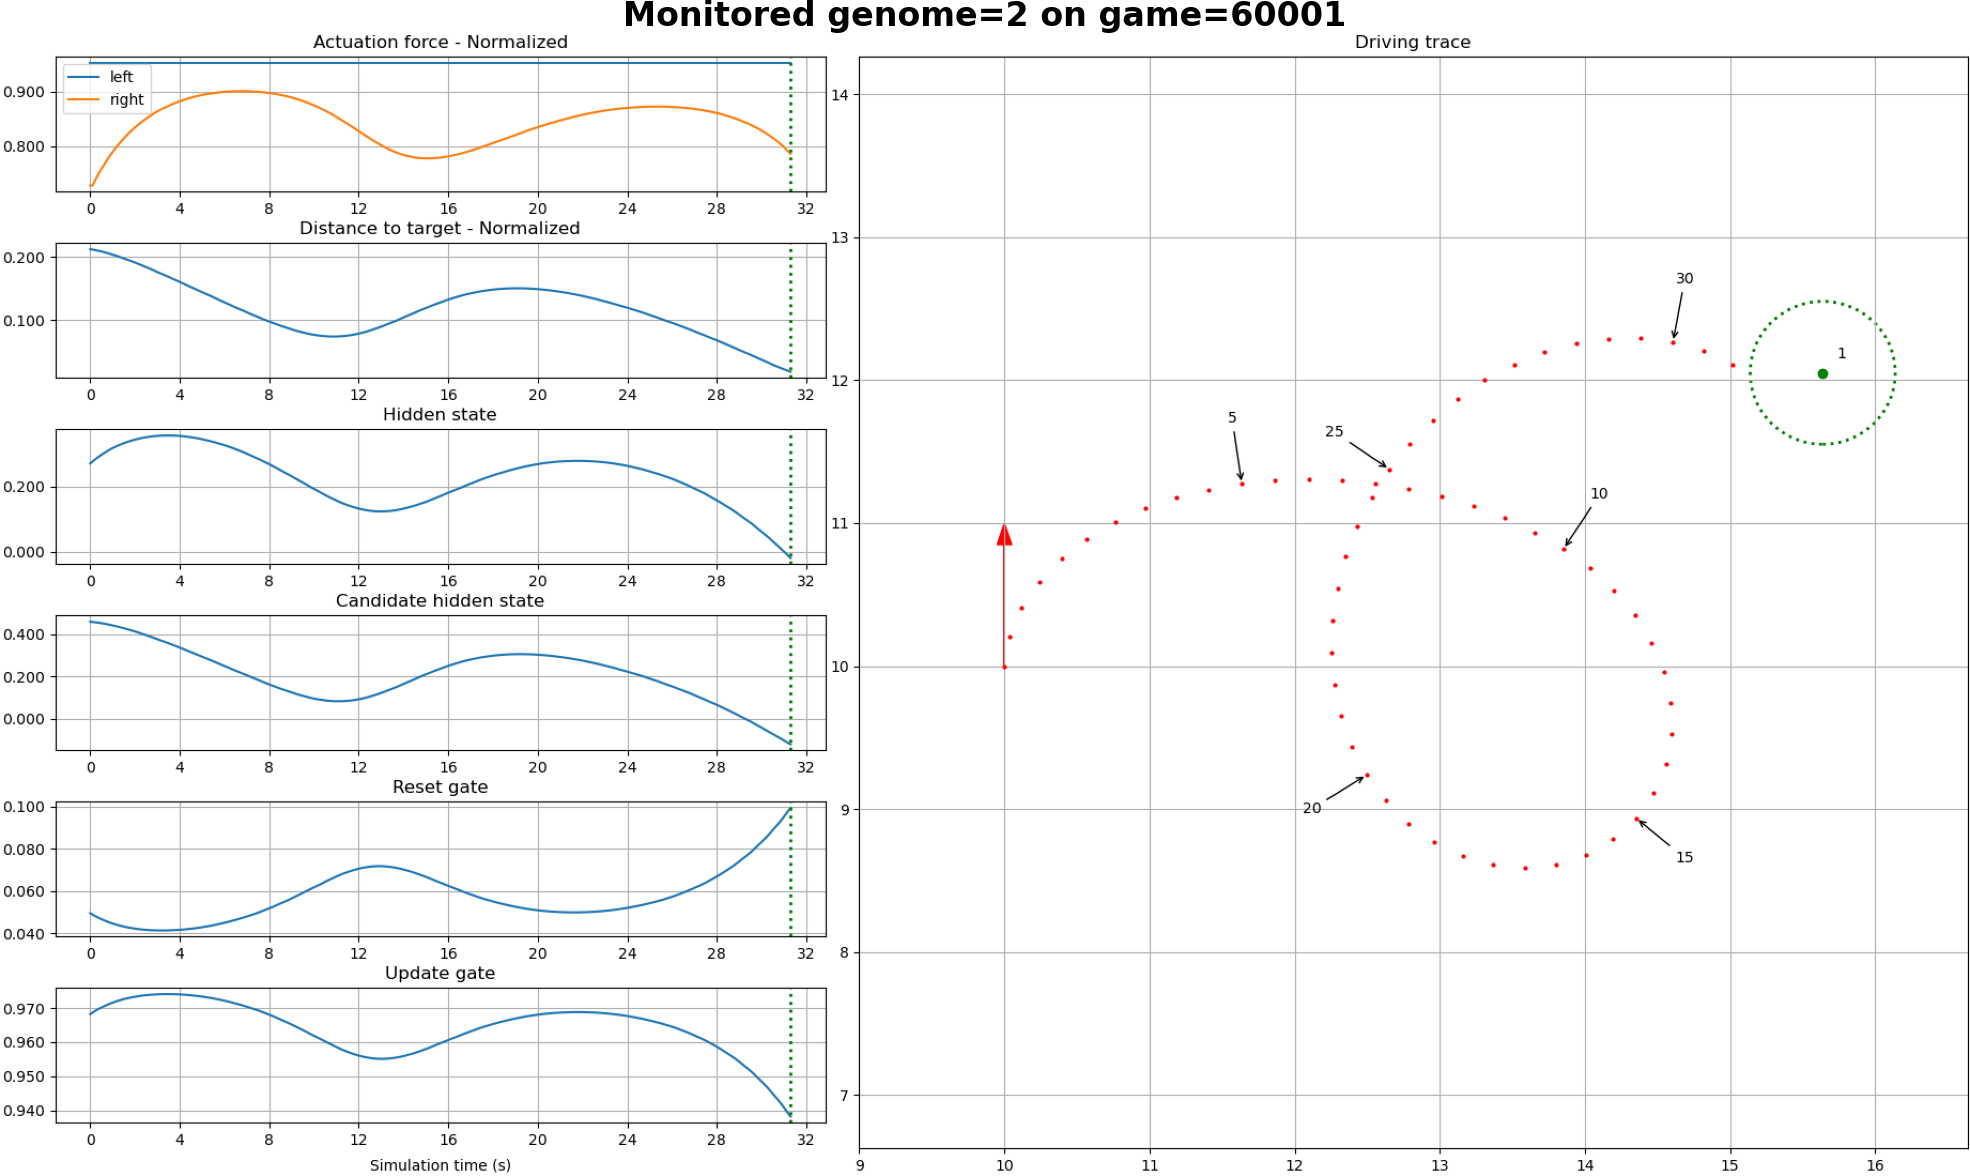 Monitored genome=2 on game=60001
Actuation force - Normalized
left
right
0.900
0.800
0 4 8 12 16 20 24 28 32
Distance to target - Normalized
0.200
0.100
0 4 8 12 16 20 24 28 32
Hidden state
0.200
0.000
0 4 8 12 16 20 24 28 32
Candidate hidden state
0.400
0.200
0.000
0 4 8 12 16 20 24 28 32
Reset gate
0.100
0.080
0.060
0.040
0 4 8 12 16 20 24 28 32
Update gate
0.970
0.960
0.950
0.940
0 4 8 12 16 20 24 28 32
Simulation time (s)
Driving trace
14
13
12
11
10
9
8
7
30
1
5
25
10
20
15
9 10 11 12 13 14 15 16